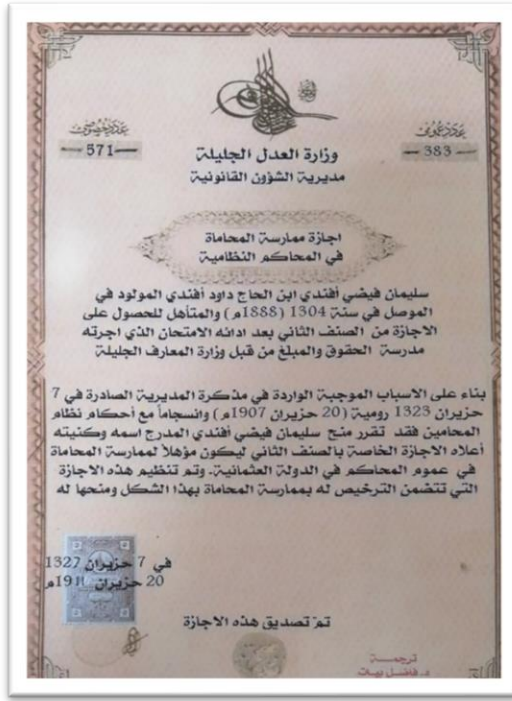 عدد عمومي
383
عدد خصوصي
571
وزارة العدل الجليلة
مديرية الشؤون القانونية
اجازة ممارسة المحاماة
في المحاكم النظامية
سليمان فيضي أفندي ابن الحاج داود أفندي المولود في
الموصل في سنة 1304 (1888م) والمتأهل للحصول على
الاجازة من الصنف الثاني بعد ادائه الامتحان الذي اجرته
مدرسة الحقوق والمبلغ من قبل وزارة المعارف الجليلة
بناء على الاسباب الموجبة الواردة في مذكرة المديرية الصادرة في 7
حزيران 1323 رومية (20 حزيران 1907م) وانسجاماً مع أحكام نظام
المحامين فقد تقرر منح سليمان فيضي أفندي المدرج اسمه وكنيته
أعلاه الاجازة الخاصة بالصنف الثاني ليكون مؤهلاً لممارسة المحاماة
في عموم المحاكم في الدولة العثمانية. وتم تنظيم هذه الاجازة
التي تتضمن الترخيص له بممارسة المحاماة بهذا الشكل ومنحها له
في 7 حزيران 1327
20 حزيران
تم تصديق هذه الاجازة
ترجمة
د. فاضل بيات